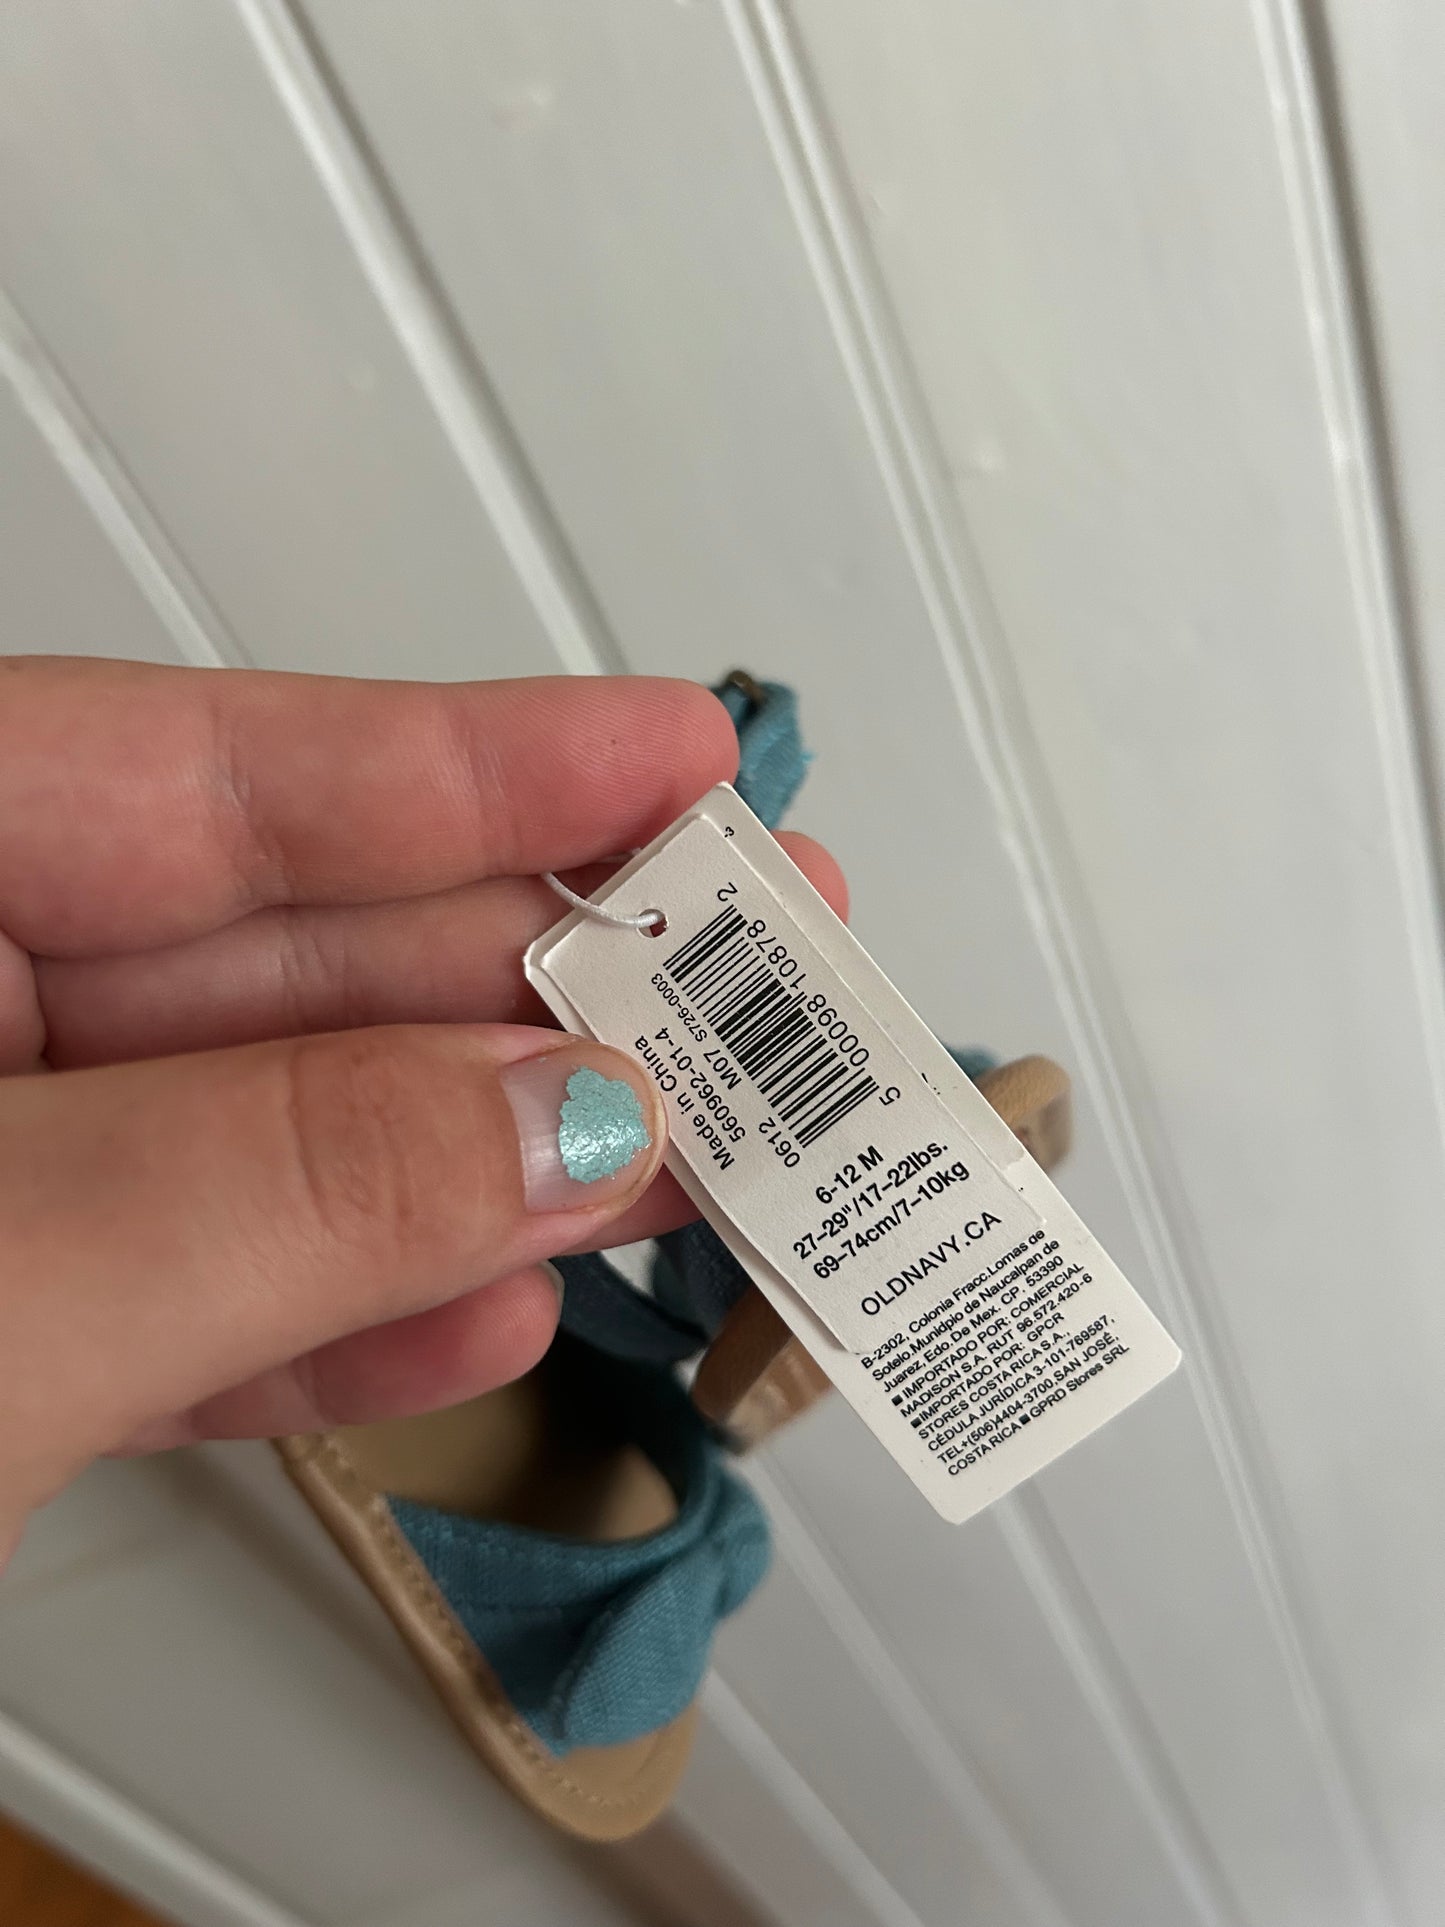 2
5 00098 10878
0612 M07 S726-0003
560962-01-4
Made in China
6-12 M
27-29"/17-22lbs.
69-74cm/7-10kg
OLDNAVY.CA
B-2302, Colonia Fracc.Lomas de
Sotelo.Munidpio de Naucalpan de
Juarez, Edo.De Mex. CP. 53390
■ IMPORTADO POR: COMERCIAL
MADISON S.A. RUT 96.572.420-6
■IMPORTADO POR: GPCR
STORES COSTA RICA S.A.,
CÉDULA JURÍDICA 3-101-769587,
TEL+(506)4404-3700.SAN JOSÉ,
COSTA RICA ■ GPRD Stores SRL